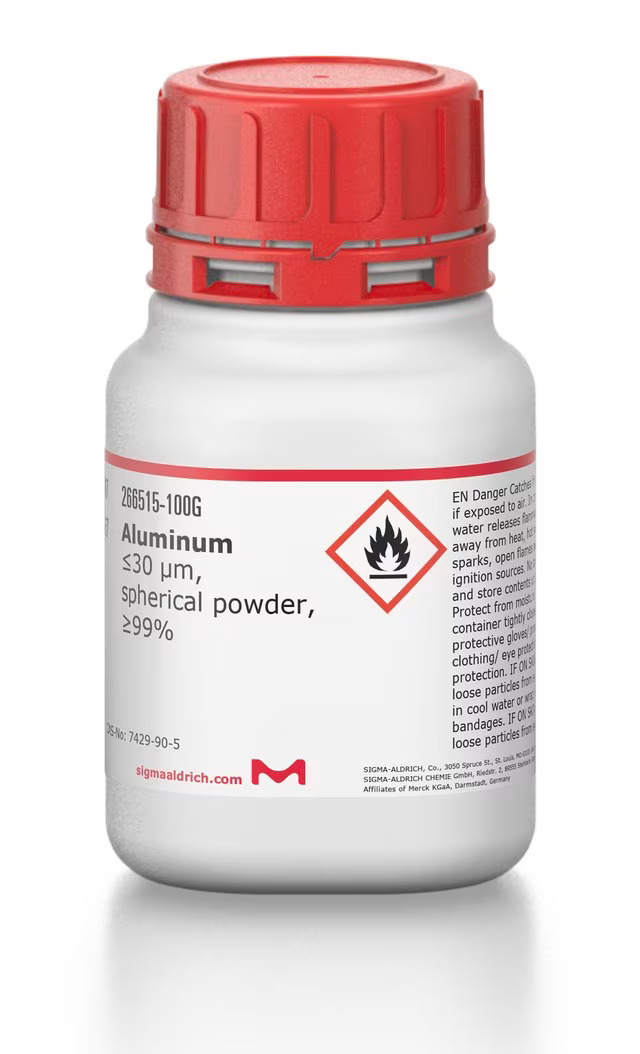 266515-100G
Aluminum
≤30 µm,
spherical powder,
≥99%
CAS-No: 7429-90-5
sigmaaldrich.com
EN Danger Catches
if exposed to air. In
water releases
away from heat,
sparks, open flames
ignition sources.
and store contents
Protect from
container tightly
protective gloves/
clothing/ eye
protection. IF ON
loose particles from
in cool water or
bandages. IF ON
loose particles from
SIGMA-ALDRICH, Co., 3050 Spruce St., St. Louis,
SIGMA-ALDRICH CHEMIE GmbH, Riedstr. 2,
Affiliates of Merck KGaA, Darmstadt, Germany